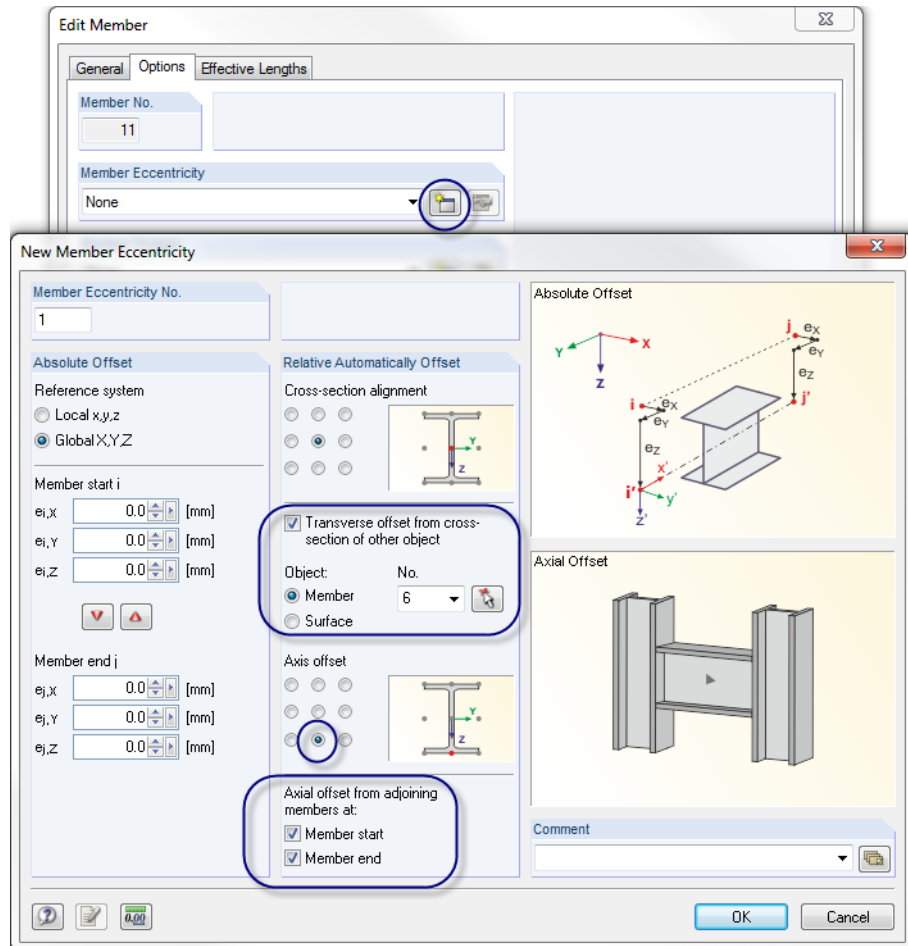 Edit Member
General Options Effective Lengths
Member No.
11
Member Eccentricity
None
New Member Eccentricity
Member Eccentricity No.
1
Absolute Offset
Reference system
Local x,y,z
Global X,Y,Z
Member start i
ei,X 0.0 [mm]
ei,Y 0.0 [mm]
ei,Z 0.0 [mm]
Member end j
ej,X 0.0 [mm]
ej,Y 0.0 [mm]
ej,Z 0.0 [mm]
Relative Automatically Offset
Cross-section alignment
Y
z
Transverse offset from cross-
section of other object
Object: No.
Member 6
Surface
Axis offset
Y
z
Axial offset from adjoining
members at:
Member start
Member end
Absolute Offset
Y X
Z
j eX
eY
eZ
j'
i eX
eY
eZ
x'
i' y'
z'
Axial Offset
Comment
0.00
OK Cancel